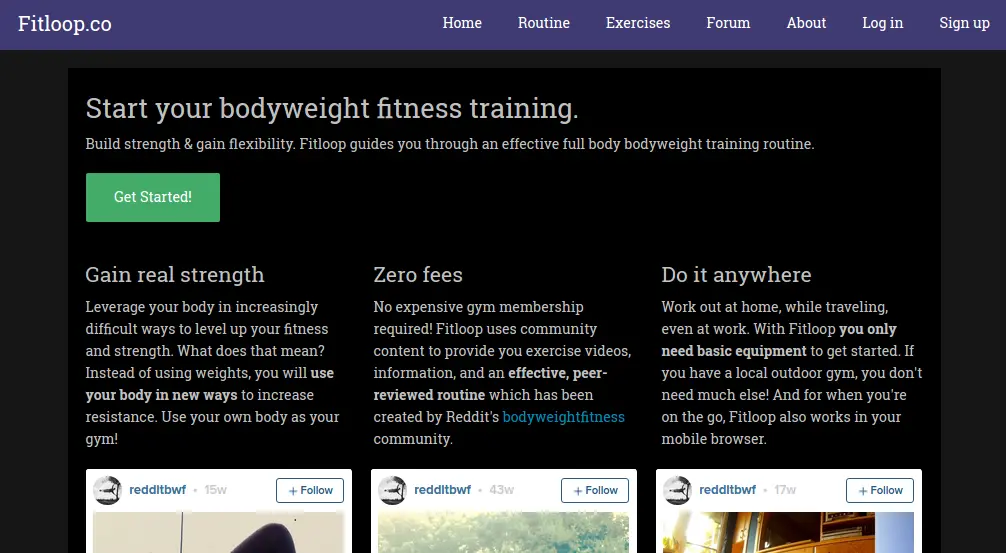 Fitloop.co Home Routine Exercises Forum About Log in Sign up
Start your bodyweight fitness training.
Build strength & gain flexibility. Fitloop guides you through an effective full body bodyweight training routine.
Get Started!
Gain real strength
Leverage your body in increasingly
difficult ways to level up your fitness
and strength. What does that mean?
Instead of using weights, you will use
your body in new ways to increase
resistance. Use your own body as your
gym!
Zero fees
No expensive gym membership
required! Fitloop uses community
content to provide you exercise videos,
information, and an effective, peer-
reviewed routine which has been
created by Reddit's bodyweightfitness
community.
Do it anywhere
Work out at home, while traveling,
even at work. With Fitloop you only
need basic equipment to get started. If
you have a local outdoor gym, you don't
need much else! And for when you're
on the go, Fitloop also works in your
mobile browser.
redditbwf • 15w + Follow
redditbwf • 43w + Follow
redditbwf • 17w + Follow